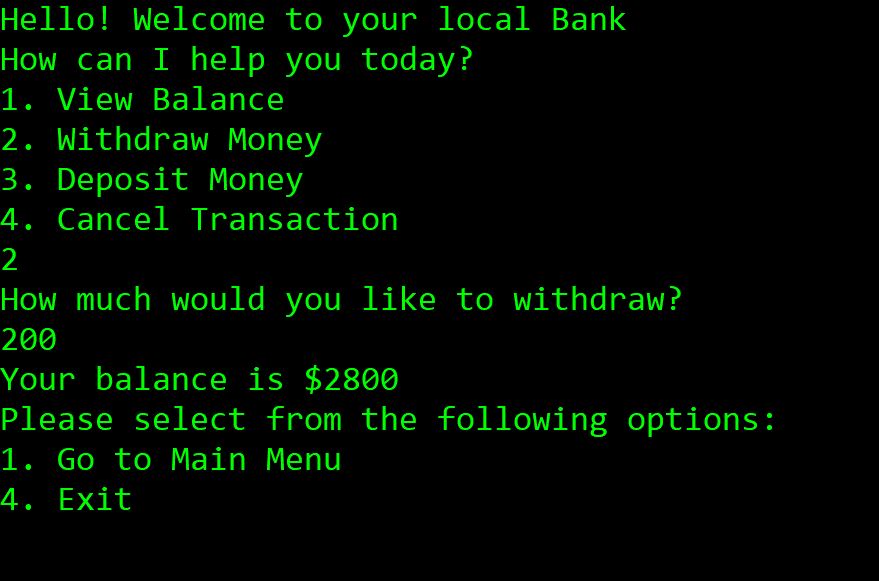 Hello! Welcome to your local Bank
How can I help you today?
1. View Balance
2. Withdraw Money
3. Deposit Money
4. Cancel Transaction
2
How much would you like to withdraw?
200
Your balance is $2800
Please select from the following options:
1. Go to Main Menu
4. Exit